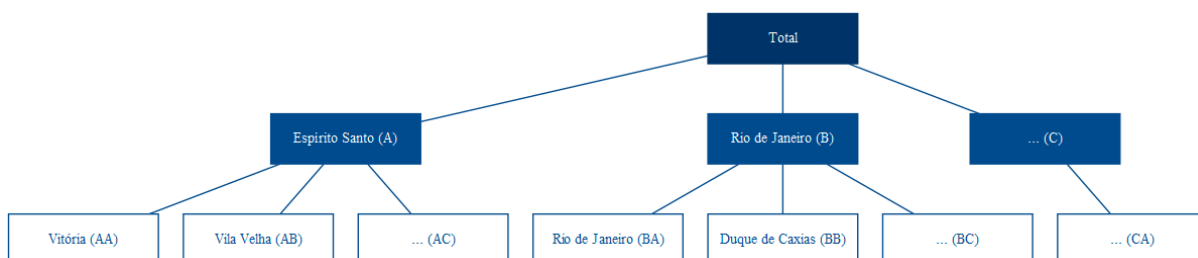 Total
Espírito Santo (A)
Rio de Janeiro (B)
... (C)
Vitória (AA)
Vila Velha (AB)
... (AC)
Rio de Janeiro (BA)
Duque de Caxias (BB)
... (BC)
... (CA)